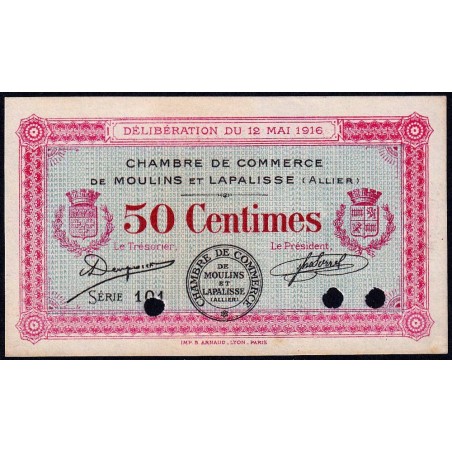 DÉLIBÉRATION DU 12 MAI 1916
CHAMBRE DE COMMERCE
DE MOULINS ET LAPALISSE (ALLIER)
50 Centimes
Le Trésorier,
Le Président,
CHAMBRE DE COMMERCE
DE
MOULINS
ET
LAPALISSE
(ALLIER)
SÉRIE 101
IMP. B. ARNAUD, LYON, PARIS